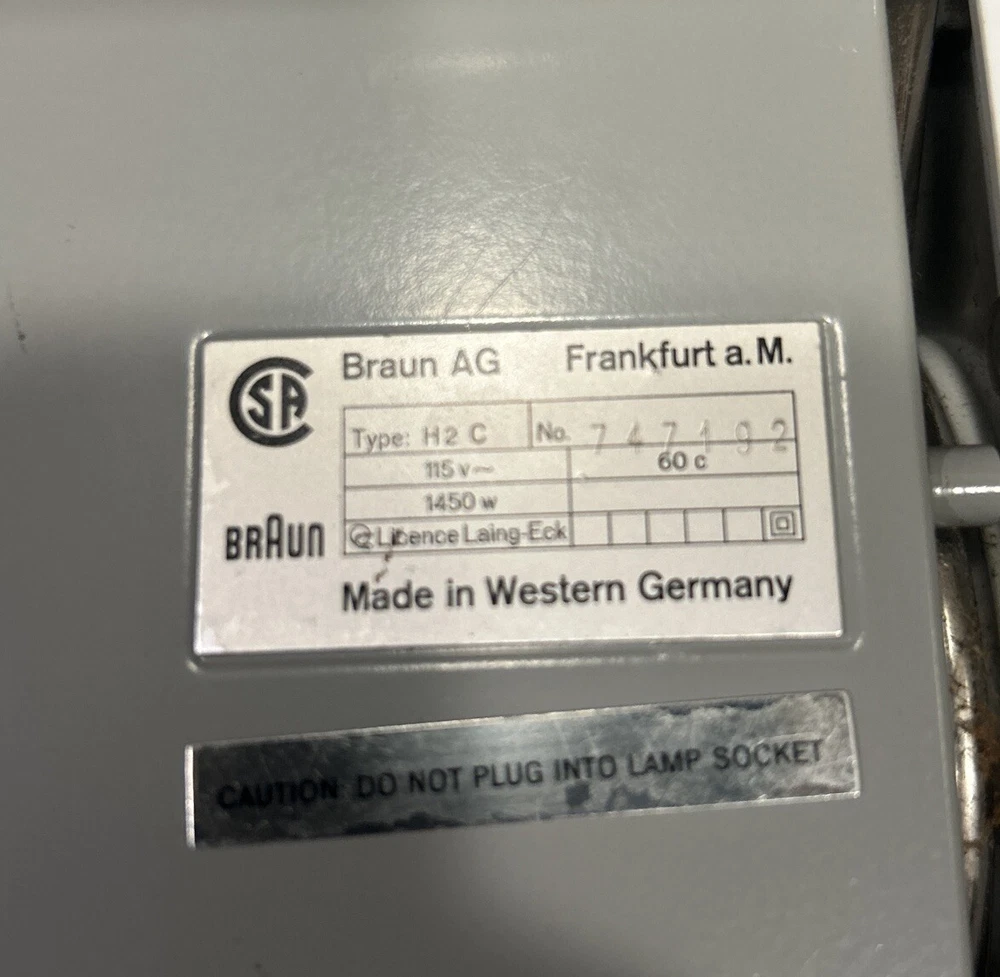 CSA
Braun AG Frankfurt a. M.
Type: H2 C No. 747192
115 v~ 60 c
1450 w
BRAUN
Licence Laing-Eck
Made in Western Germany
CAUTION DO NOT PLUG INTO LAMP SOCKET